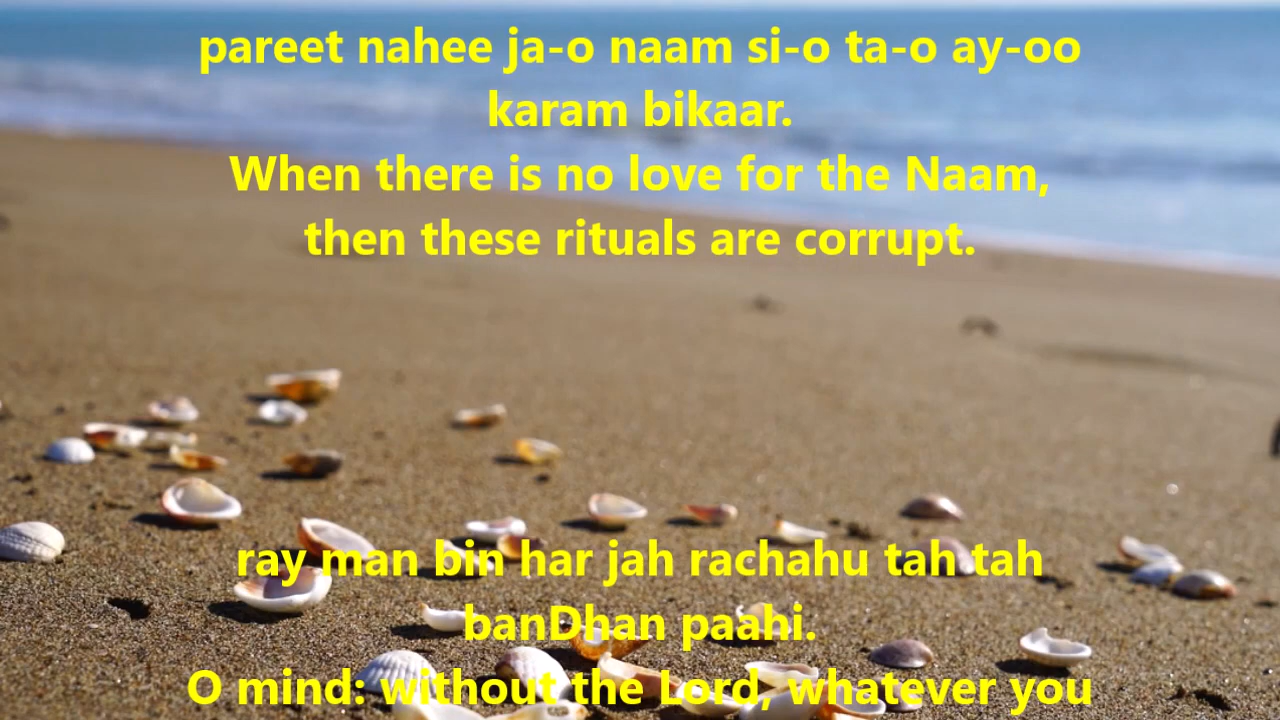 pareet nahee ja-o naam si-o ta-o ay-oo
karam bikaar.
When there is no love for the Naam,
then these rituals are corrupt.
ray man bin har jah rachahu tah tah
banDhan paahi.
O mind: without the Lord, whatever you